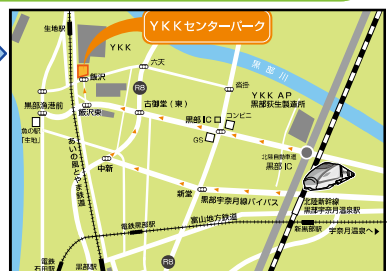 YKKセンターパーク
生地駅
YKK
六天
飯沢
R8
沓掛
黒部川
YKK AP
黒部荻生製造所
黒部漁港前
飯沢東
古御堂(東)
黒部ICロ
コンビニ
GS
魚の駅
「生地」
あいの風とやま鉄道
中新
北陸自動車道
黒部IC
新堂
黒部宇奈月線バイパス
北陸新幹線
黒部宇奈月温泉駅
富山地方鉄道
電鉄黒部駅
新黒部駅
宇奈月温泉へ
電鉄
石田駅
黒部駅
R8